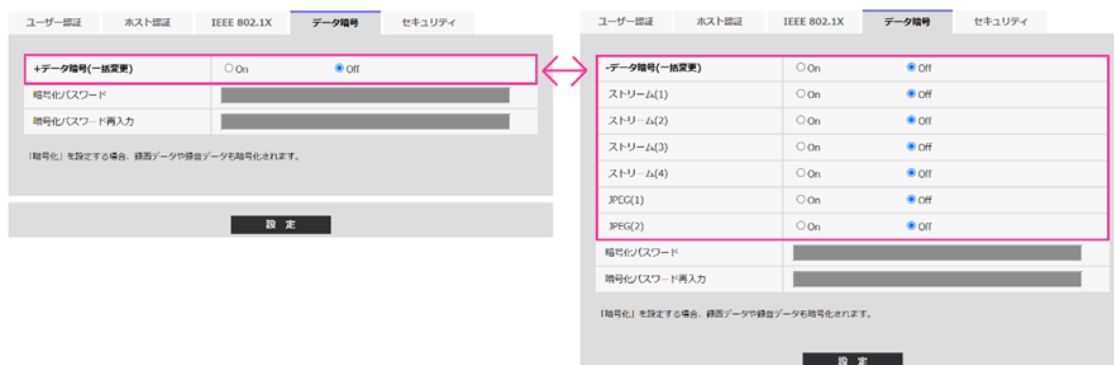 ユーザー認証 ホスト認証 IEEE 802.1X データ暗号 セキュリティ
+データ暗号(一括変更) On Off
暗号化パスワード
暗号化パスワード再入力
「暗号化」を設定する場合、録画データや録音データも暗号化されます。
設 定
ユーザー認証 ホスト認証 IEEE 802.1X データ暗号 セキュリティ
-データ暗号(一括変更) On Off
ストリーム(1) On Off
ストリーム(2) On Off
ストリーム(3) On Off
ストリーム(4) On Off
JPEG(1) On Off
JPEG(2) On Off
暗号化パスワード
暗号化パスワード再入力
「暗号化」を設定する場合、録画データや録音データも暗号化されます。
設 定